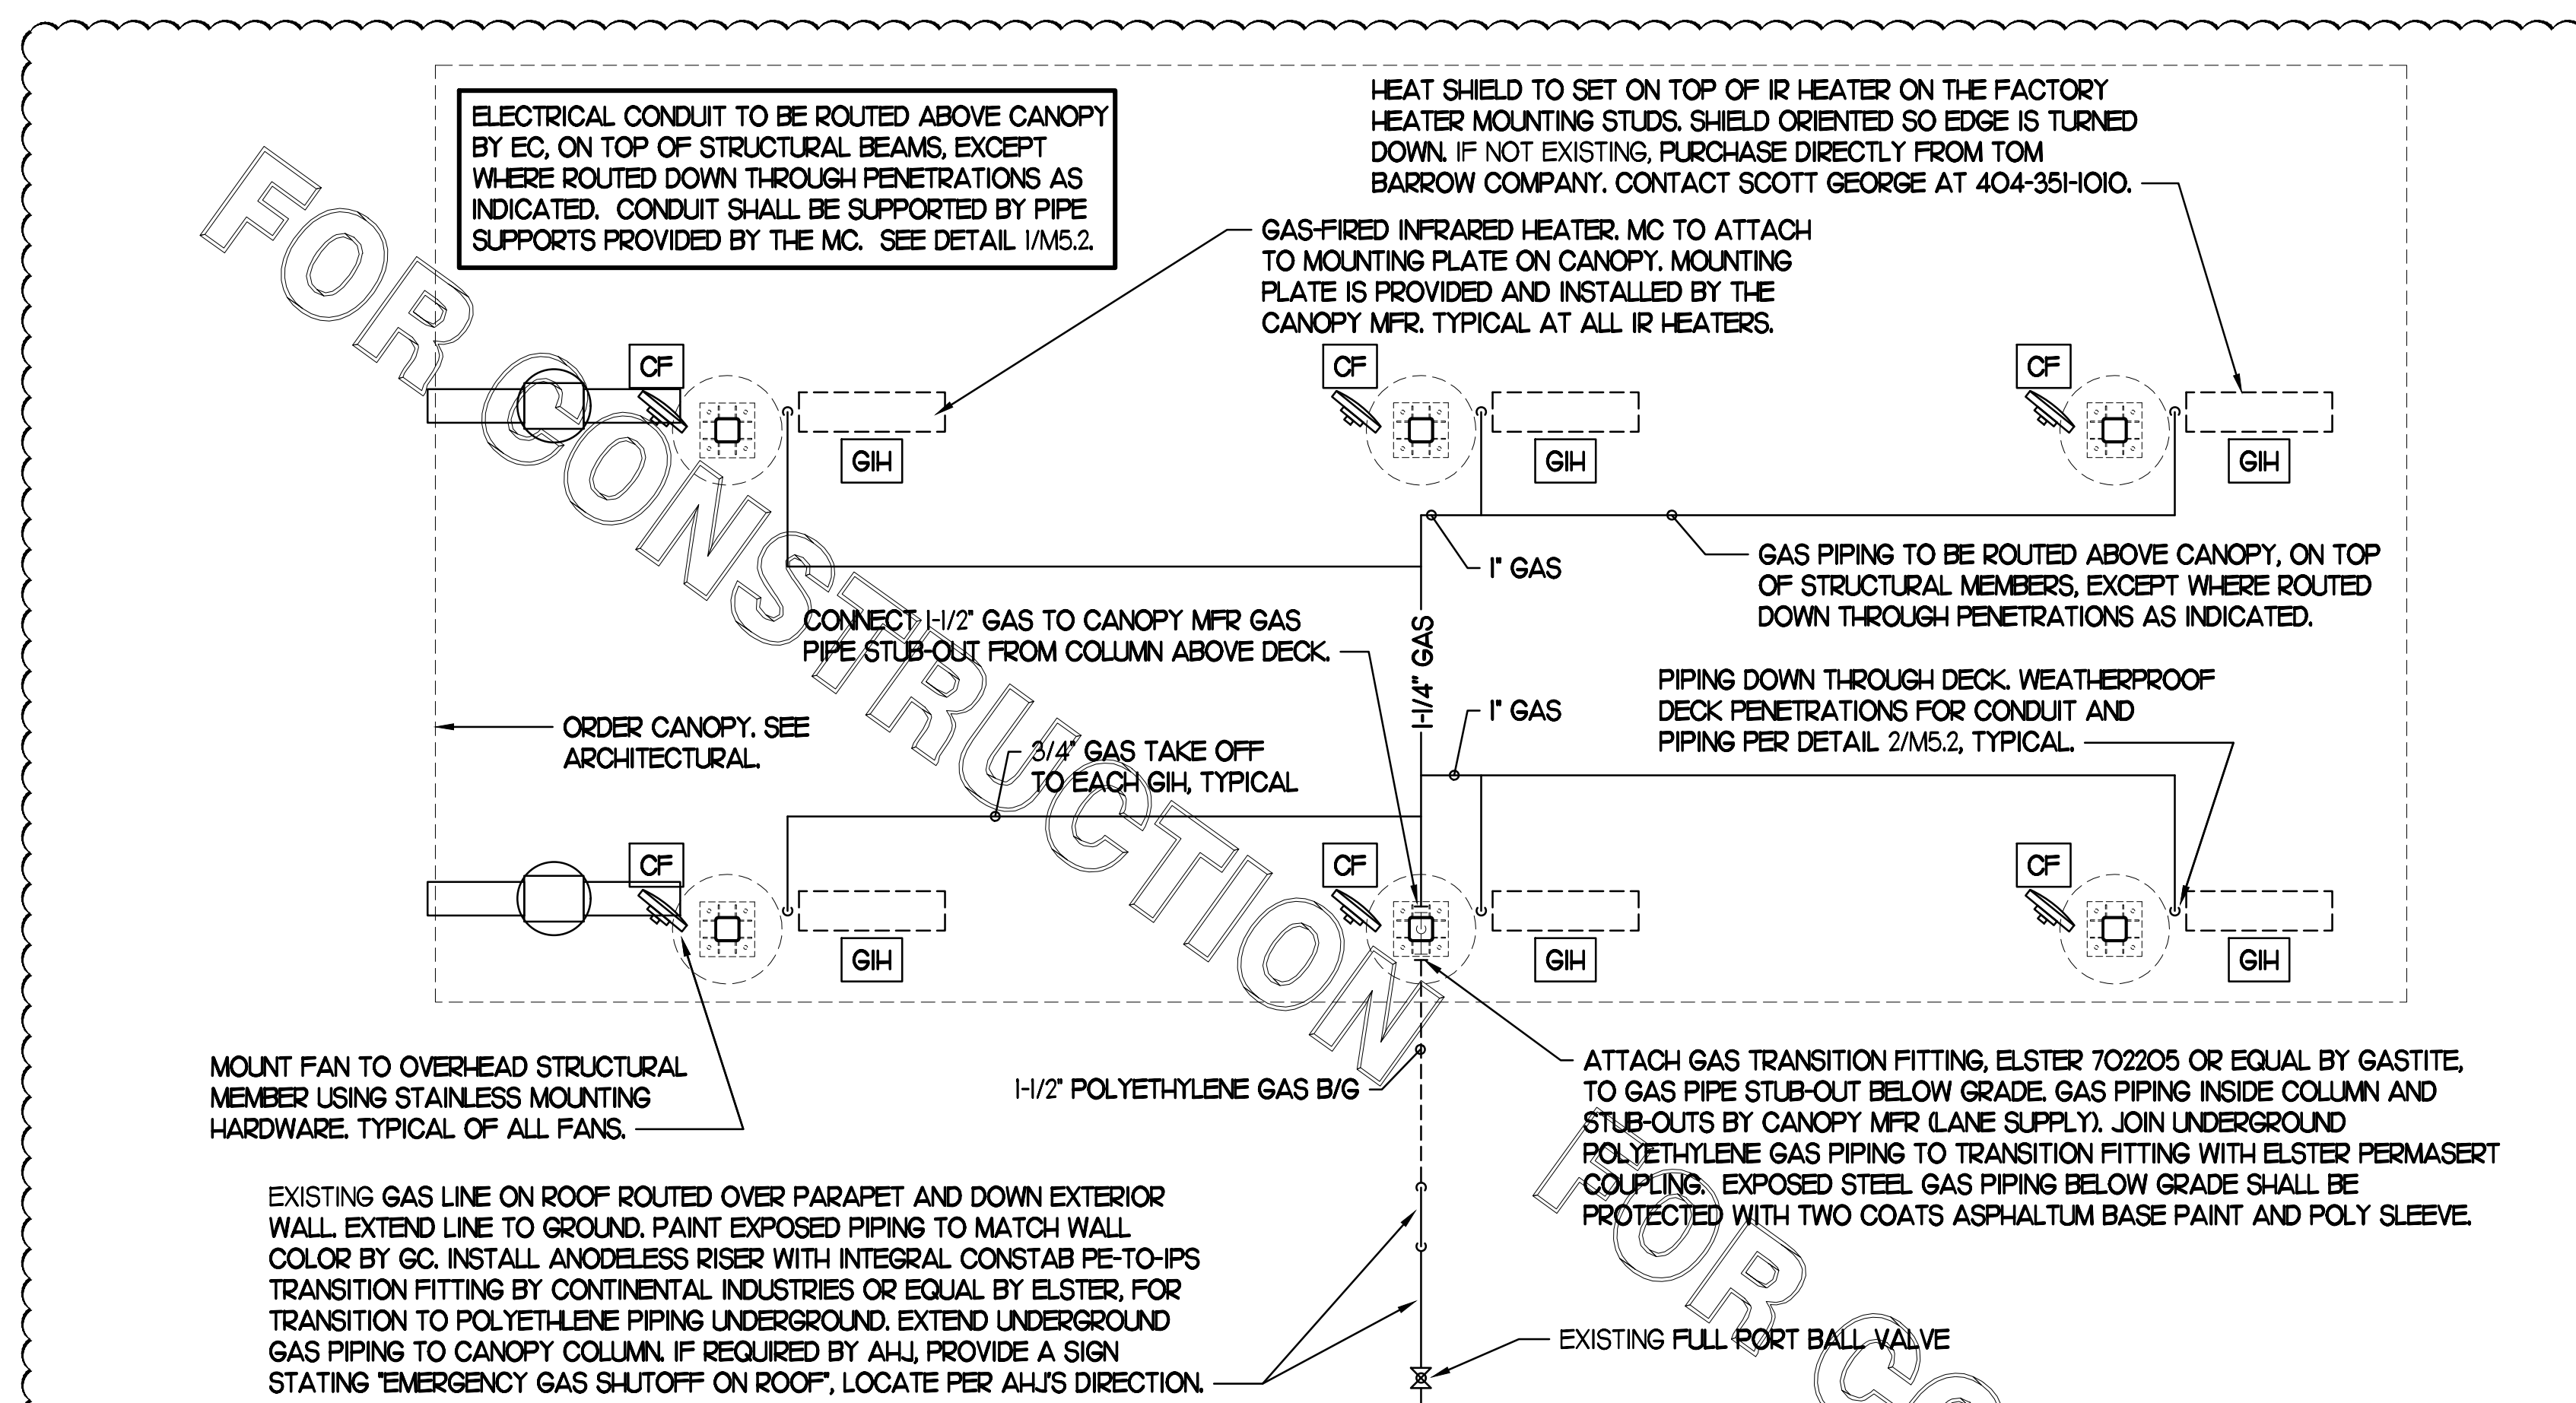 ELECTRICAL CONDUIT TO BE ROUTED ABOVE CANOPY
BY EC, ON TOP OF STRUCTURAL BEAMS, EXCEPT
WHERE ROUTED DOWN THROUGH PENETRATIONS AS
INDICATED. CONDUIT SHALL BE SUPPORTED BY PIPE
SUPPORTS PROVIDED BY THE MC. SEE DETAIL 1/M5.2.
HEAT SHIELD TO SET ON TOP OF IR HEATER ON THE FACTORY
HEATER MOUNTING STUDS. SHIELD ORIENTED SO EDGE IS TURNED
DOWN. IF NOT EXISTING, PURCHASE DIRECTLY FROM TOM
BARROW COMPANY. CONTACT SCOTT GEORGE AT 404-351-1010.
GAS-FIRED INFRARED HEATER. MC TO ATTACH
TO MOUNTING PLATE ON CANOPY. MOUNTING
PLATE IS PROVIDED AND INSTALLED BY THE
CANOPY MFR. TYPICAL AT ALL IR HEATERS.
FOR CONSTRUCTION
CF
CF
CF
GIH
GIH
GIH
1" GAS
GAS PIPING TO BE ROUTED ABOVE CANOPY, ON TOP
OF STRUCTURAL MEMBERS, EXCEPT WHERE ROUTED
DOWN THROUGH PENETRATIONS AS INDICATED.
CONNECT 1-1/2" GAS TO CANOPY MFR GAS
PIPE STUB-OUT FROM COLUMN ABOVE DECK.
1-1/4" GAS
PIPING DOWN THROUGH DECK. WEATHERPROOF
DECK PENETRATIONS FOR CONDUIT AND
PIPING PER DETAIL 2/M5.2, TYPICAL.
1" GAS
ORDER CANOPY. SEE
ARCHITECTURAL.
3/4" GAS TAKE OFF
TO EACH GIH, TYPICAL
CF
CF
CF
GIH
GIH
GIH
MOUNT FAN TO OVERHEAD STRUCTURAL
MEMBER USING STAINLESS MOUNTING
HARDWARE. TYPICAL OF ALL FANS.
1-1/2" POLYETHYLENE GAS B/G
ATTACH GAS TRANSITION FITTING, ELSTER 702205 OR EQUAL BY GASTITE,
TO GAS PIPE STUB-OUT BELOW GRADE. GAS PIPING INSIDE COLUMN AND
STUB-OUTS BY CANOPY MFR (LANE SUPPLY). JOIN UNDERGROUND
POLYETHYLENE GAS PIPING TO TRANSITION FITTING WITH ELSTER PERMASERT
COUPLING. EXPOSED STEEL GAS PIPING BELOW GRADE SHALL BE
PROTECTED WITH TWO COATS ASPHALTUM BASE PAINT AND POLY SLEEVE.
EXISTING GAS LINE ON ROOF ROUTED OVER PARAPET AND DOWN EXTERIOR
WALL. EXTEND LINE TO GROUND. PAINT EXPOSED PIPING TO MATCH WALL
COLOR BY GC. INSTALL ANODELESS RISER WITH INTEGRAL CONSTAB PE-TO-IPS
TRANSITION FITTING BY CONTINENTAL INDUSTRIES OR EQUAL BY ELSTER, FOR
TRANSITION TO POLYETHLENE PIPING UNDERGROUND. EXTEND UNDERGROUND
GAS PIPING TO CANOPY COLUMN. IF REQUIRED BY AHJ, PROVIDE A SIGN
STATING "EMERGENCY GAS SHUTOFF ON ROOF", LOCATE PER AHJ'S DIRECTION.
EXISTING FULL PORT BALL VALVE
FOR CO